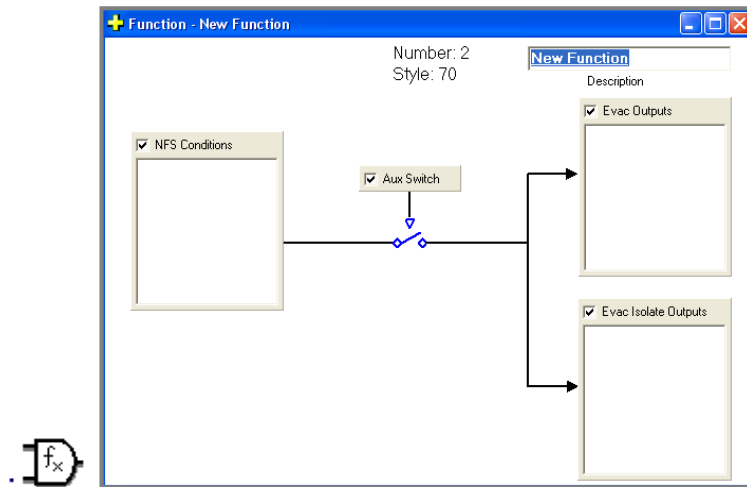 Function - New Function
Number: 2
Style: 70
New Function
Description
Evac Outputs
NFS Conditions
Aux Switch
Evac Isolate Outputs
fx